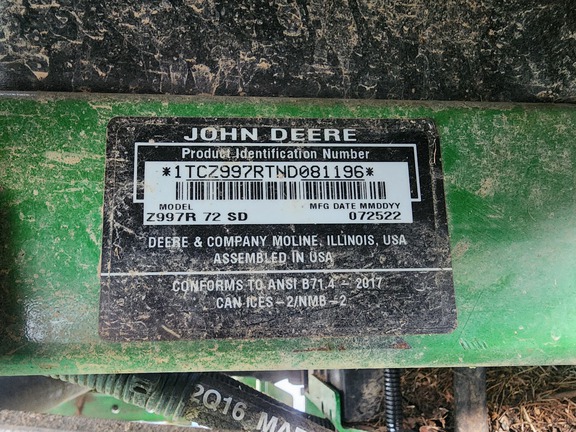 JOHN DEERE
Product Identification Number
*1TCZ997RTND081196*
MODEL MFG DATE MMDDYY
Z997R 72 SD 072522
DEERE & COMPANY MOLINE, ILLINOIS, USA
ASSEMBLED IN USA
CONFORMS TO ANSI B71.4 - 2017
CAN ICES-2/NMB-2
2Q16